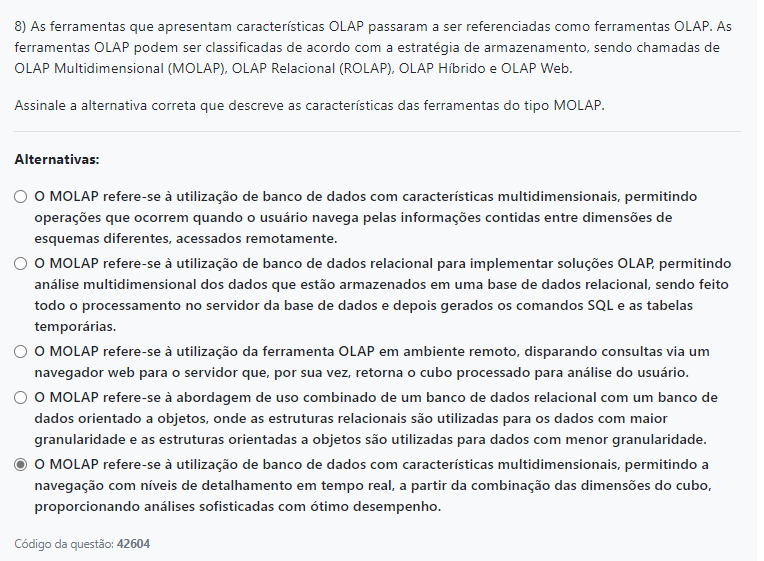 8) As ferramentas que apresentam características OLAP passaram a ser referenciadas como ferramentas OLAP. As
ferramentas OLAP podem ser classificadas de acordo com a estratégia de armazenamento, sendo chamadas de
OLAP Multidimensional (MOLAP), OLAP Relacional (ROLAP), OLAP Híbrido e OLAP Web.
Assinale a alternativa correta que descreve as características das ferramentas do tipo MOLAP.
Alternativas:
O MOLAP refere-se à utilização de banco de dados com características multidimensionais, permitindo
operações que ocorrem quando o usuário navega pelas informações contidas entre dimensões de
esquemas diferentes, acessados remotamente.
O MOLAP refere-se à utilização de banco de dados relacional para implementar soluções OLAP, permitindo
análise multidimensional dos dados que estão armazenados em uma base de dados relacional, sendo feito
todo o processamento no servidor da base de dados e depois gerados os comandos SQL e as tabelas
temporárias.
O MOLAP refere-se à utilização da ferramenta OLAP em ambiente remoto, disparando consultas via um
navegador web para o servidor que, por sua vez, retorna o cubo processado para análise do usuário.
O MOLAP refere-se à abordagem de uso combinado de um banco de dados relacional com um banco de
dados orientado a objetos, onde as estruturas relacionais são utilizadas para os dados com maior
granularidade e as estruturas orientadas a objetos são utilizadas para dados com menor granularidade.
O MOLAP refere-se à utilização de banco de dados com características multidimensionais, permitindo a
navegação com níveis de detalhamento em tempo real, a partir da combinação das dimensões do cubo,
proporcionando análises sofisticadas com ótimo desempenho.
Código da questão: 42604